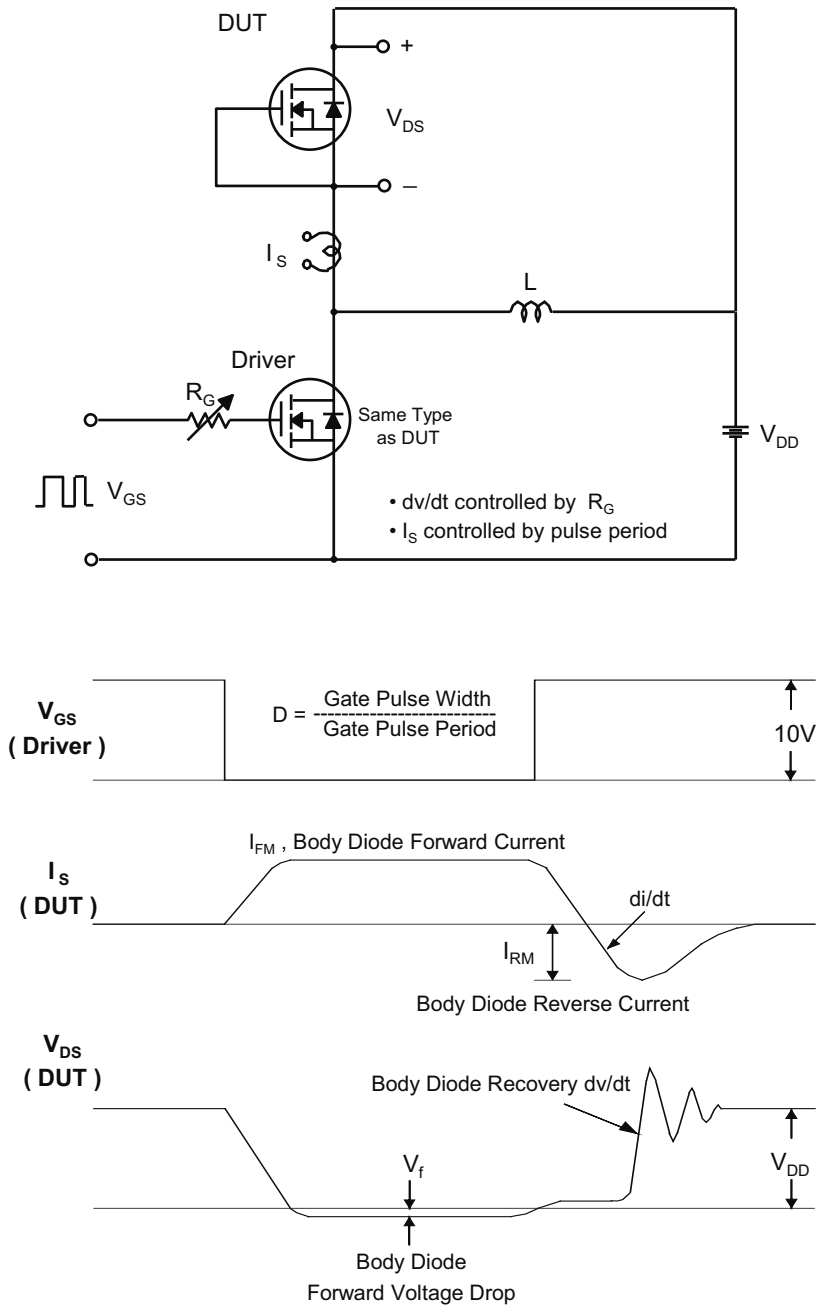 DUT
+
V_DS
–
I_S
L
Driver
R_G
Same Type
as DUT
V_DD
V_GS
• dv/dt controlled by R_G
• I_S controlled by pulse period
V_GS
( Driver )
D = Gate Pulse Width
Gate Pulse Period
10V
I_FM , Body Diode Forward Current
I_S
( DUT )
di/dt
I_RM
Body Diode Reverse Current
V_DS
( DUT )
Body Diode Recovery dv/dt
V_f
V_DD
Body Diode
Forward Voltage Drop